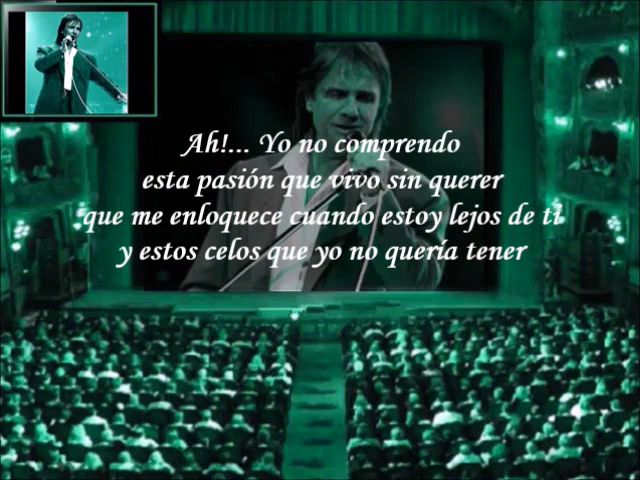 Ah!... Yo no comprendo
esta pasión que vivo sin querer
que me enloquece cuando estoy lejos de ti
y estos celos que yo no quería tener